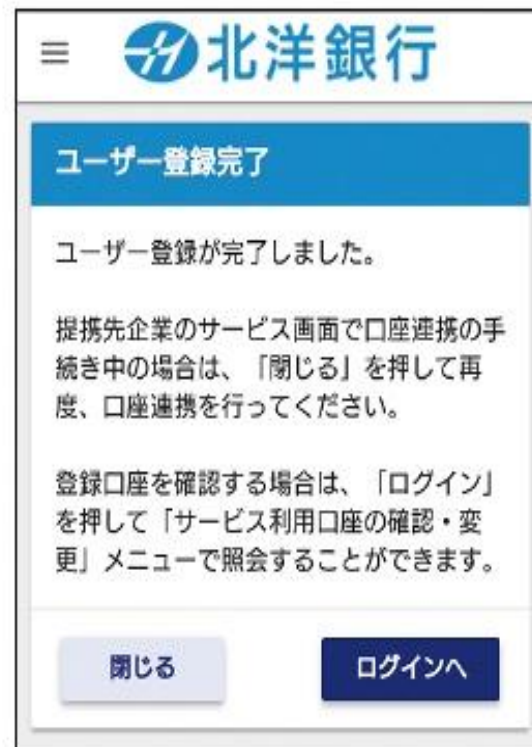 北洋銀行
ユーザー登録完了
ユーザー登録が完了しました。
提携先企業のサービス画面で口座連携の手
続き中の場合は、「閉じる」を押して再
度、口座連携を行ってください。
登録口座を確認する場合は、「ログイン」
を押して「サービス利用口座の確認・変
更」メニューで照会することができます。
閉じる
ログインへ